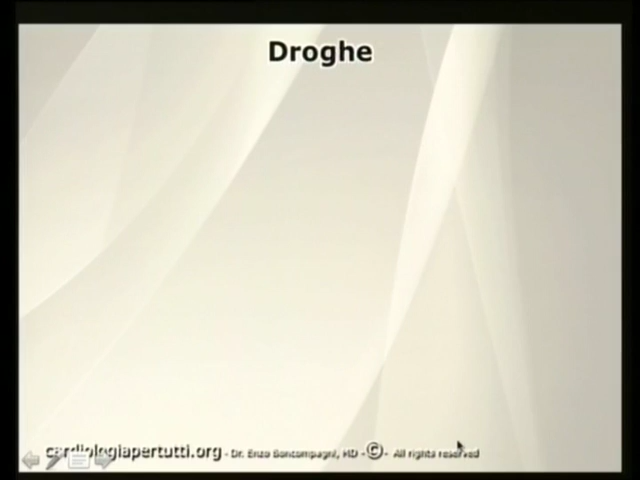 Droghe
cardiologiapertutti.org - Dr. Enzo Boncompagni, MD - © - All rights reserved